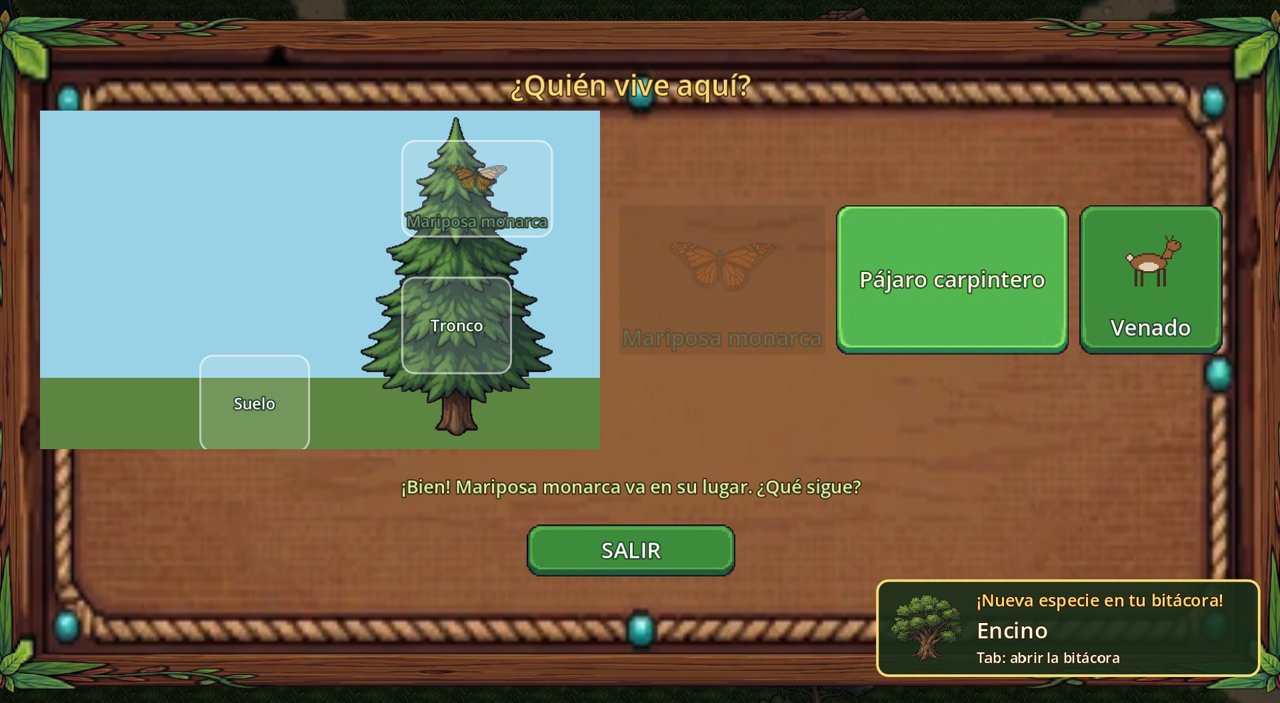 ¿Quién vive aquí?
Mariposa monarca
Tronco
Suelo
Mariposa monarca
Pájaro carpintero
Venado
¡Bien! Mariposa monarca va en su lugar. ¿Qué sigue?
SALIR
¡Nueva especie en tu bitácora!
Encino
Tab: abrir la bitácora